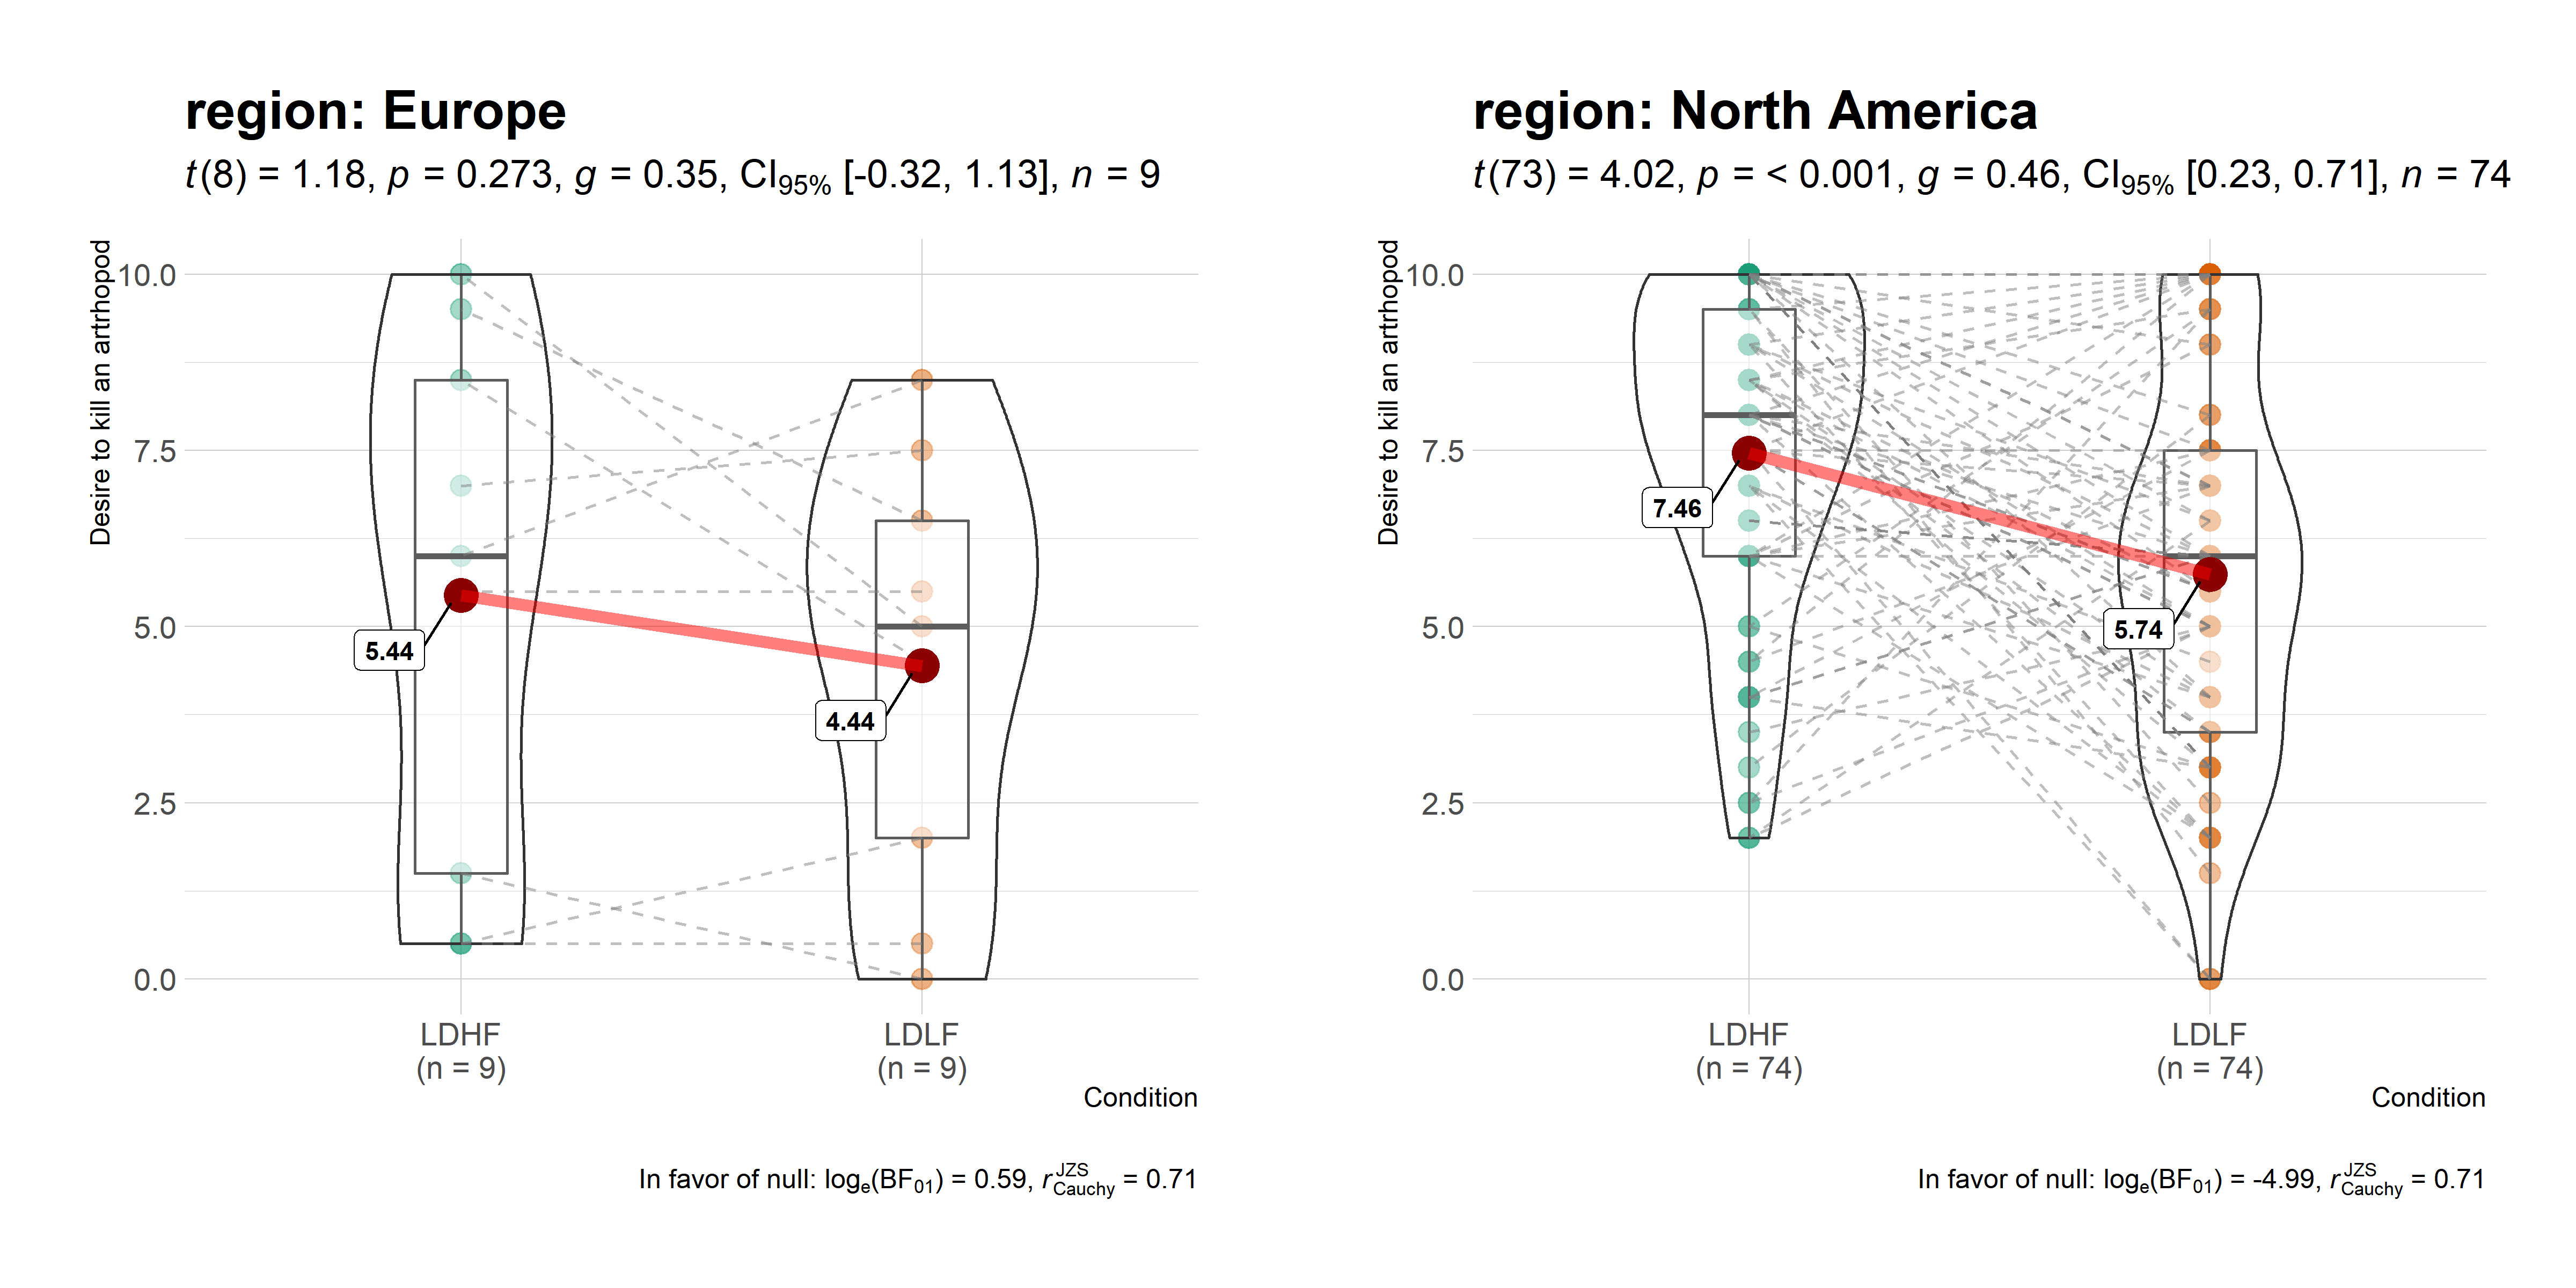 region: Europe
t(8) = 1.18, p = 0.273, g = 0.35, CI95% [-0.32, 1.13], n = 9
Desire to kill an artrhopod
10.0
7.5
5.0
2.5
0.0
5.44
4.44
LDHF
(n = 9)
LDLF
(n = 9)
Condition
In favor of null: loge(BF01) = 0.59, r JZS Cauchy = 0.71
region: North America
t(73) = 4.02, p = < 0.001, g = 0.46, CI95% [0.23, 0.71], n = 74
Desire to kill an artrhopod
10.0
7.5
5.0
2.5
0.0
7.46
5.74
LDHF
(n = 74)
LDLF
(n = 74)
Condition
In favor of null: loge(BF01) = -4.99, r JZS Cauchy = 0.71